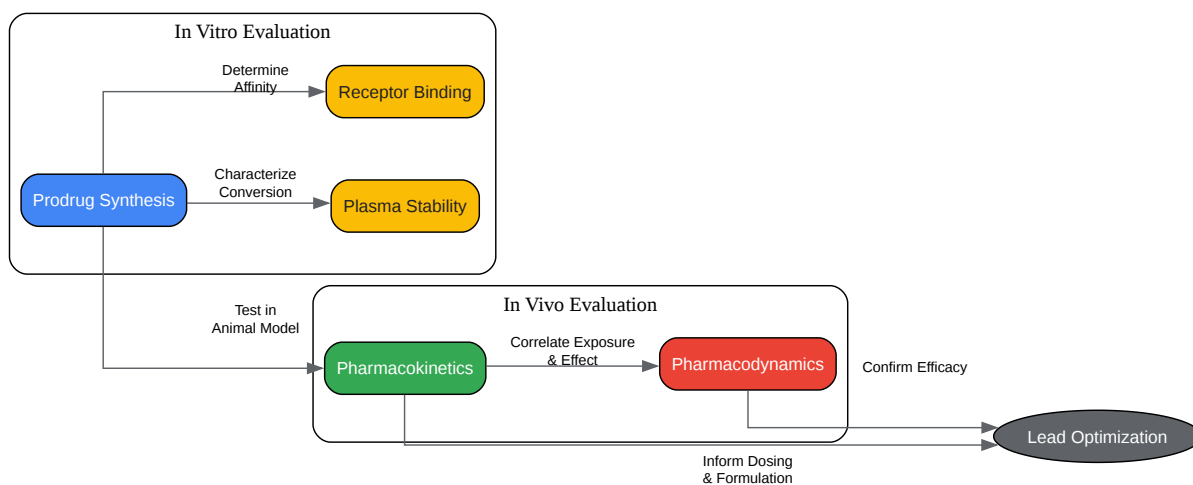 In Vitro Evaluation
Determine
Affinity
Receptor Binding
Characterize
Conversion
Prodrug Synthesis
Plasma Stability
In Vivo Evaluation
Test in
Animal Model
Correlate Exposure
& Effect
Pharmacokinetics
Pharmacodynamics
Confirm Efficacy
Lead Optimization
Inform Dosing
& Formulation